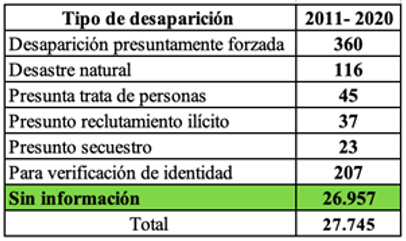 Tipo de desaparición 2011- 2020
Desaparición presuntamente forzada 360
Desastre natural 116
Presunta trata de personas 45
Presunto reclutamiento ilícito 37
Presunto secuestro 23
Para verificación de identidad 207
Sin información 26.957
Total 27.745